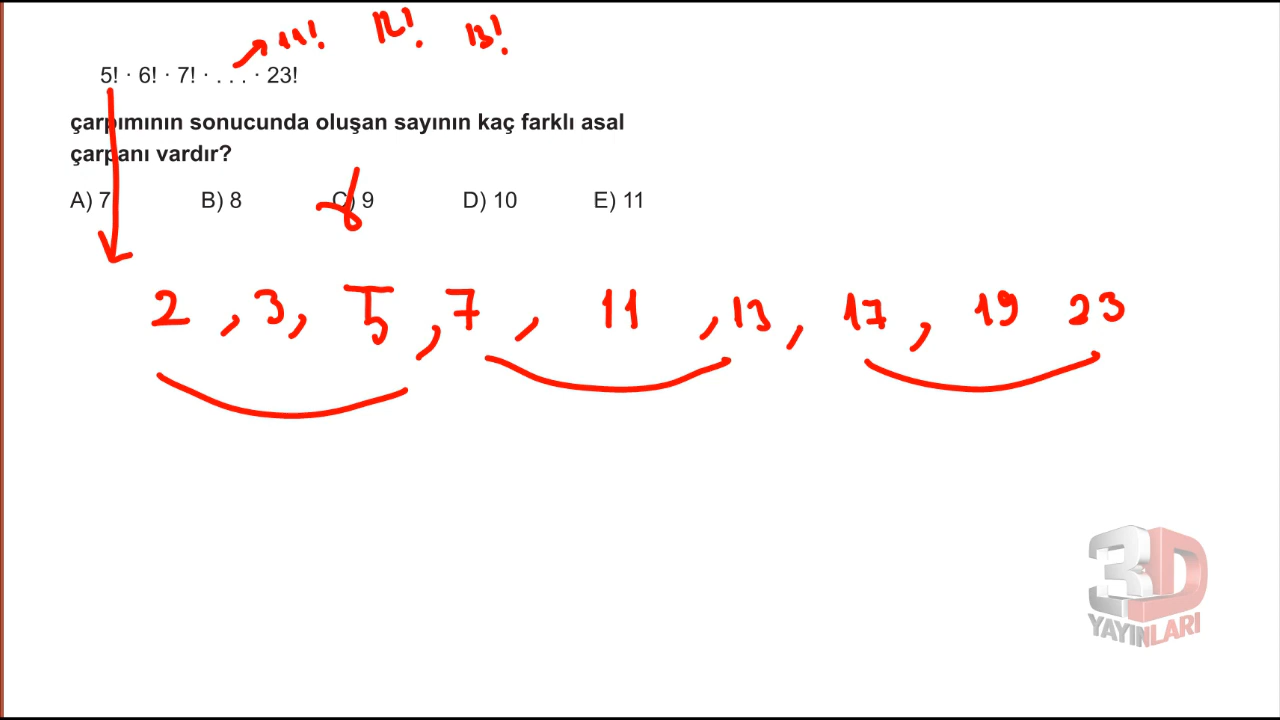 11! 12! 13!
5! · 6! · 7! · . . . · 23!
çarpımının sonucunda oluşan sayının kaç farklı asal
çarpanı vardır?
A) 7 B) 8 C) 9 D) 10 E) 11
2 , 3 , 5 , 7 , 11 , 13 , 17 , 19 23
3D
YAYINLARI